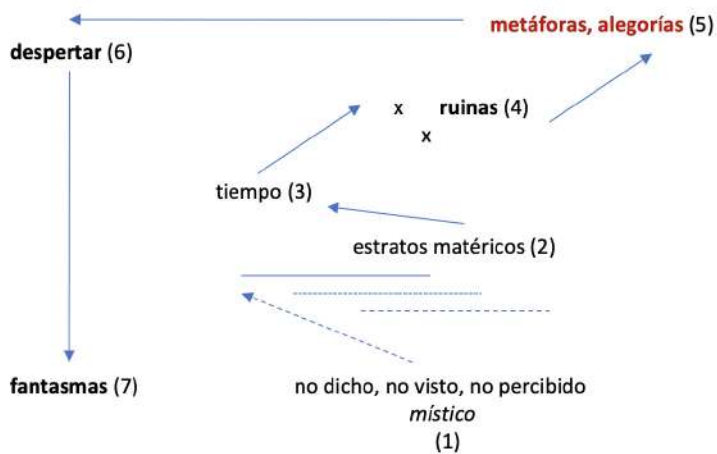 metáforas, alegorías (5)
despertar (6)
x ruinas (4)
x
tiempo (3)
estratos matéricos (2)
fantasmas (7)
no dicho, no visto, no percibido
místico
(1)